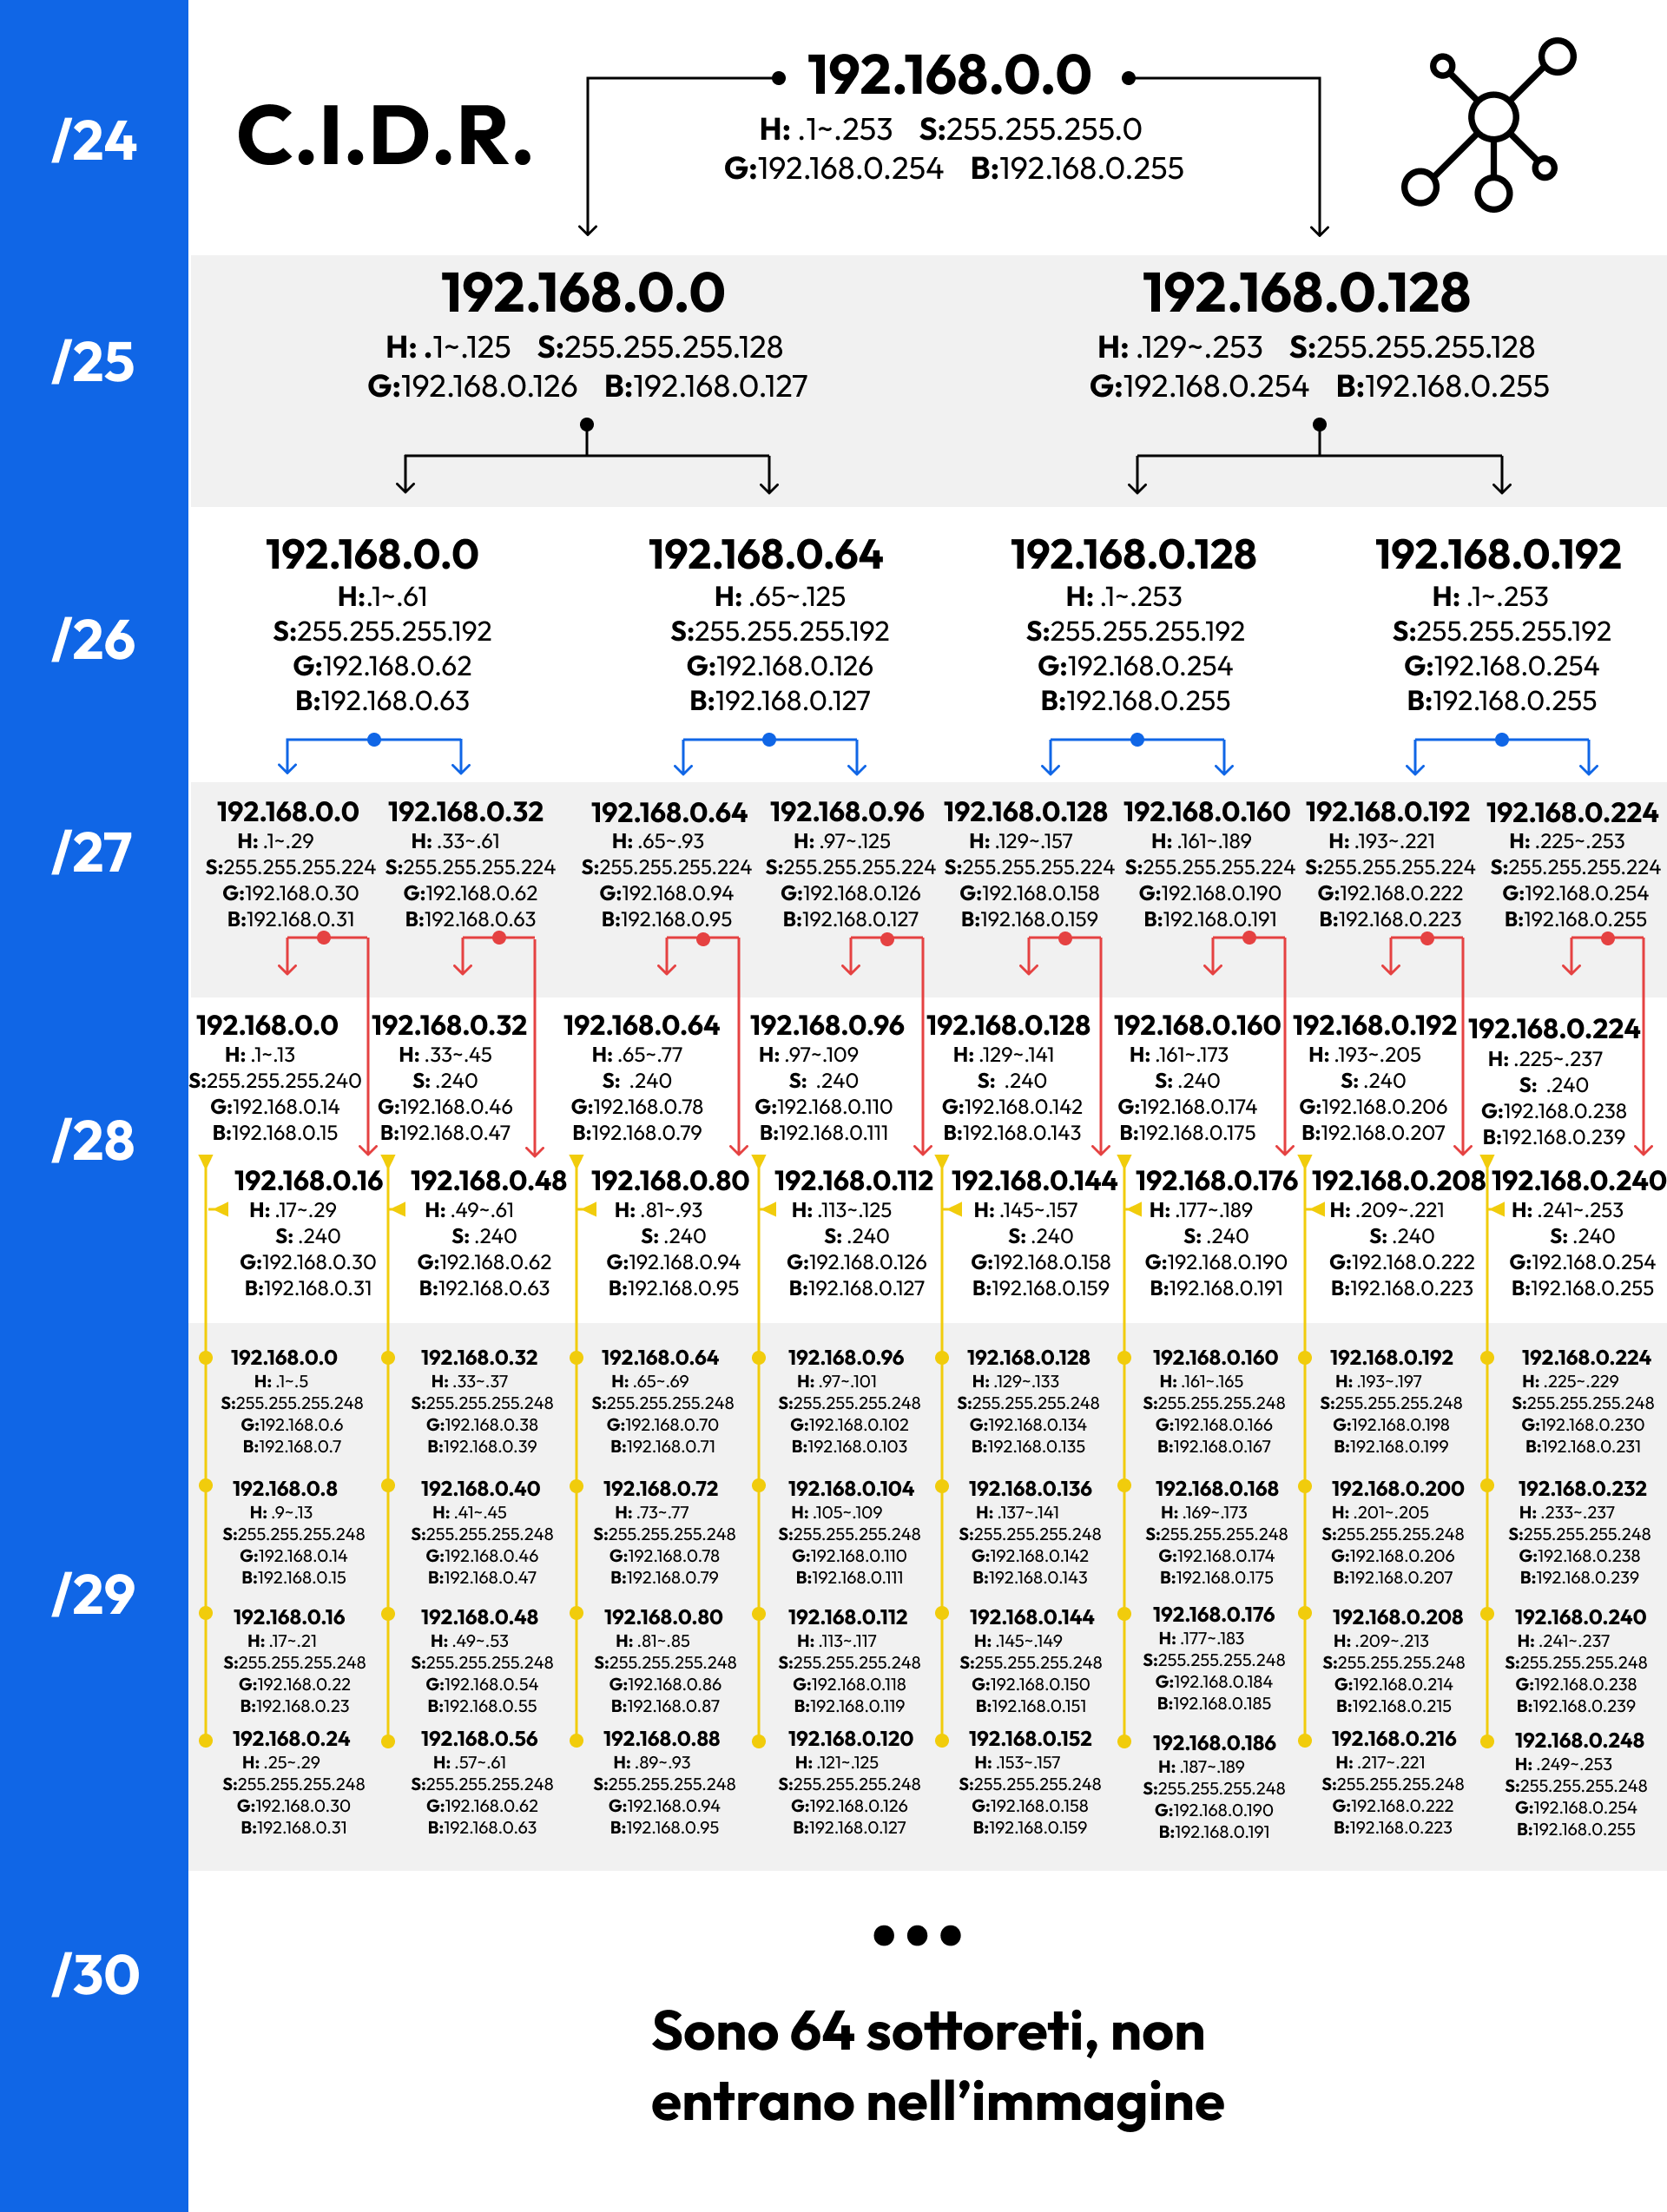 /24
C.I.D.R.
192.168.0.0
H: .1~.253 S:255.255.255.0
G:192.168.0.254 B:192.168.0.255
/25
192.168.0.0
H: .1~.125 S:255.255.255.128
G:192.168.0.126 B:192.168.0.127
192.168.0.128
H: .129~.253 S:255.255.255.128
G:192.168.0.254 B:192.168.0.255
/26
192.168.0.0
H:.1~.61
S:255.255.255.192
G:192.168.0.62
B:192.168.0.63
192.168.0.64
H: .65~.125
S:255.255.255.192
G:192.168.0.126
B:192.168.0.127
192.168.0.128
H: .1~.253
S:255.255.255.192
G:192.168.0.254
B:192.168.0.255
192.168.0.192
H: .1~.253
S:255.255.255.192
G:192.168.0.254
B:192.168.0.255
/27
192.168.0.0
H: .1~.29
S:255.255.255.224
G:192.168.0.30
B:192.168.0.31
192.168.0.32
H: .33~.61
S:255.255.255.224
G:192.168.0.62
B:192.168.0.63
192.168.0.64
H: .65~.93
S:255.255.255.224
G:192.168.0.94
B:192.168.0.95
192.168.0.96
H: .97~.125
S:255.255.255.224
G:192.168.0.126
B:192.168.0.127
192.168.0.128
H: .129~.157
S:255.255.255.224
G:192.168.0.158
B:192.168.0.159
192.168.0.160
H: .161~.189
S:255.255.255.224
G:192.168.0.190
B:192.168.0.191
192.168.0.192
H: .193~.221
S:255.255.255.224
G:192.168.0.222
B:192.168.0.223
192.168.0.224
H: .225~.253
S:255.255.255.224
G:192.168.0.254
B:192.168.0.255
/28
192.168.0.0
H: .1~.13
S:255.255.255.240
G:192.168.0.14
B:192.168.0.15
192.168.0.32
H: .33~.45
S: .240
G:192.168.0.46
B:192.168.0.47
192.168.0.64
H: .65~.77
S: .240
G:192.168.0.78
B:192.168.0.79
192.168.0.96
H: .97~.109
S: .240
G:192.168.0.110
B:192.168.0.111
192.168.0.128
H: .129~.141
S: .240
G:192.168.0.142
B:192.168.0.143
192.168.0.160
H: .161~.173
S: .240
G:192.168.0.174
B:192.168.0.175
192.168.0.192
H: .193~.205
S: .240
G:192.168.0.206
B:192.168.0.207
192.168.0.224
H: .225~.237
S: .240
G:192.168.0.238
B:192.168.0.239
192.168.0.16
H: .17~.29
S: .240
G:192.168.0.30
B:192.168.0.31
192.168.0.48
H: .49~.61
S: .240
G:192.168.0.62
B:192.168.0.63
192.168.0.80
H: .81~.93
S: .240
G:192.168.0.94
B:192.168.0.95
192.168.0.112
H: .113~.125
S: .240
G:192.168.0.126
B:192.168.0.127
192.168.0.144
H: .145~.157
S: .240
G:192.168.0.158
B:192.168.0.159
192.168.0.176
H: .177~.189
S: .240
G:192.168.0.190
B:192.168.0.191
192.168.0.208
H: .209~.221
S: .240
G:192.168.0.222
B:192.168.0.223
192.168.0.240
H: .241~.253
S: .240
G:192.168.0.254
B:192.168.0.255
/29
192.168.0.0
H: .1~.5
S:255.255.255.248
G:192.168.0.6
B:192.168.0.7
192.168.0.32
H: .33~.37
S:255.255.255.248
G:192.168.0.38
B:192.168.0.39
192.168.0.64
H: .65~.69
S:255.255.255.248
G:192.168.0.70
B:192.168.0.71
192.168.0.96
H: .97~.101
S:255.255.255.248
G:192.168.0.102
B:192.168.0.103
192.168.0.128
H: .129~.133
S:255.255.255.248
G:192.168.0.134
B:192.168.0.135
192.168.0.160
H: .161~.165
S:255.255.255.248
G:192.168.0.166
B:192.168.0.167
192.168.0.192
H: .193~.197
S:255.255.255.248
G:192.168.0.198
B:192.168.0.199
192.168.0.224
H: .225~.229
S:255.255.255.248
G:192.168.0.230
B:192.168.0.231
192.168.0.8
H: .9~.13
S:255.255.255.248
G:192.168.0.14
B:192.168.0.15
192.168.0.40
H: .41~.45
S:255.255.255.248
G:192.168.0.46
B:192.168.0.47
192.168.0.72
H: .73~.77
S:255.255.255.248
G:192.168.0.78
B:192.168.0.79
192.168.0.104
H: .105~.109
S:255.255.255.248
G:192.168.0.110
B:192.168.0.111
192.168.0.136
H: .137~.141
S:255.255.255.248
G:192.168.0.142
B:192.168.0.143
192.168.0.168
H: .169~.173
S:255.255.255.248
G:192.168.0.174
B:192.168.0.175
192.168.0.200
H: .201~.205
S:255.255.255.248
G:192.168.0.206
B:192.168.0.207
192.168.0.232
H: .233~.237
S:255.255.255.248
G:192.168.0.238
B:192.168.0.239
192.168.0.16
H: .17~.21
S:255.255.255.248
G:192.168.0.22
B:192.168.0.23
192.168.0.48
H: .49~.53
S:255.255.255.248
G:192.168.0.54
B:192.168.0.55
192.168.0.80
H: .81~.85
S:255.255.255.248
G:192.168.0.86
B:192.168.0.87
192.168.0.112
H: .113~.117
S:255.255.255.248
G:192.168.0.118
B:192.168.0.119
192.168.0.144
H: .145~.149
S:255.255.255.248
G:192.168.0.150
B:192.168.0.151
192.168.0.176
H: .177~.183
S:255.255.255.248
G:192.168.0.184
B:192.168.0.185
192.168.0.208
H: .209~.213
S:255.255.255.248
G:192.168.0.214
B:192.168.0.215
192.168.0.240
H: .241~.237
S:255.255.255.248
G:192.168.0.238
B:192.168.0.239
192.168.0.24
H: .25~.29
S:255.255.255.248
G:192.168.0.30
B:192.168.0.31
192.168.0.56
H: .57~.61
S:255.255.255.248
G:192.168.0.62
B:192.168.0.63
192.168.0.88
H: .89~.93
S:255.255.255.248
G:192.168.0.94
B:192.168.0.95
192.168.0.120
H: .121~.125
S:255.255.255.248
G:192.168.0.126
B:192.168.0.127
192.168.0.152
H: .153~.157
S:255.255.255.248
G:192.168.0.158
B:192.168.0.159
192.168.0.186
H: .187~.189
S:255.255.255.248
G:192.168.0.190
B:192.168.0.191
192.168.0.216
H: .217~.221
S:255.255.255.248
G:192.168.0.222
B:192.168.0.223
192.168.0.248
H: .249~.253
S:255.255.255.248
G:192.168.0.254
B:192.168.0.255
/30
...
Sono 64 sottoreti, non
entrano nell’immagine